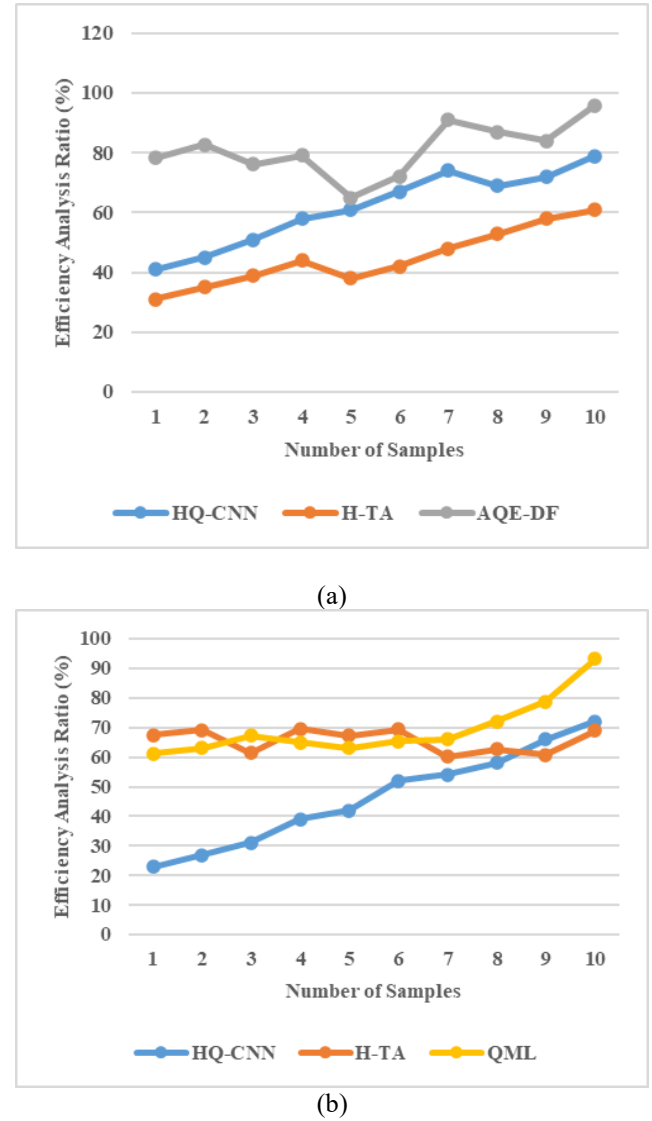 120
100
80
60
40
20
0
1 2 3 4 5 6 7 8 9 10
Efficiency Analysis Ratio (%)
Number of Samples
HQ-CNN H-TA AQE-DF
(a)
100
90
80
70
60
50
40
30
20
10
0
1 2 3 4 5 6 7 8 9 10
Efficiency Analysis Ratio (%)
Number of Samples
HQ-CNN H-TA QML
(b)